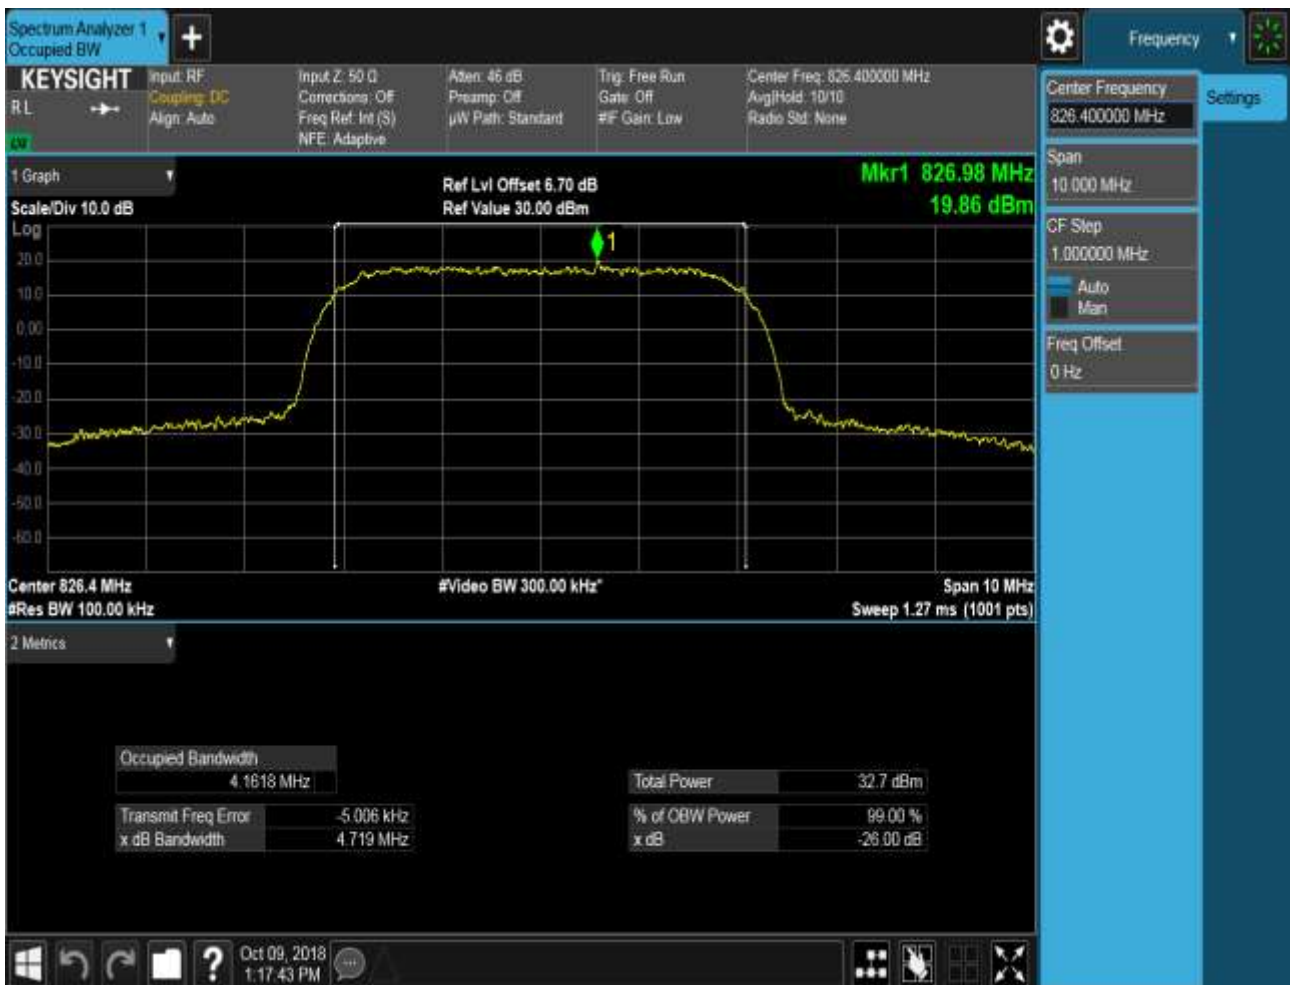 Spectrum Analyzer 1
Occupied BW
Frequency
KEYSIGHT
R L
Input: RF
Coupling: DC
Align: Auto
Input Z: 50 Ω
Corrections: Off
Freq Ref: Int (S)
NFE: Adaptive
Atten: 46 dB
Preamp: Off
µW Path: Standard
Trig: Free Run
Gate: Off
#IF Gain: Low
Center Freq: 826.400000 MHz
Avg|Hold: 10/10
Radio Std: None
1 Graph
Scale/Div 10.0 dB
Ref Lvl Offset 6.70 dB
Ref Value 30.00 dBm
Mkr1 826.98 MHz
19.86 dBm
Log
20.0
10.0
0.00
-10.0
-20.0
-30.0
-40.0
-50.0
-60.0
1
Center 826.4 MHz
#Res BW 100.00 kHz
#Video BW 300.00 kHz*
Span 10 MHz
Sweep 1.27 ms (1001 pts)
2 Metrics
Occupied Bandwidth
4.1618 MHz
Transmit Freq Error -5.006 kHz
x dB Bandwidth 4.719 MHz
Total Power 32.7 dBm
% of OBW Power 99.00 %
x dB -26.00 dB
Center Frequency
826.400000 MHz
Settings
Span
10.000 MHz
CF Step
1.000000 MHz
Auto
Man
Freq Offset
0 Hz
Oct 09, 2018
1:17:43 PM